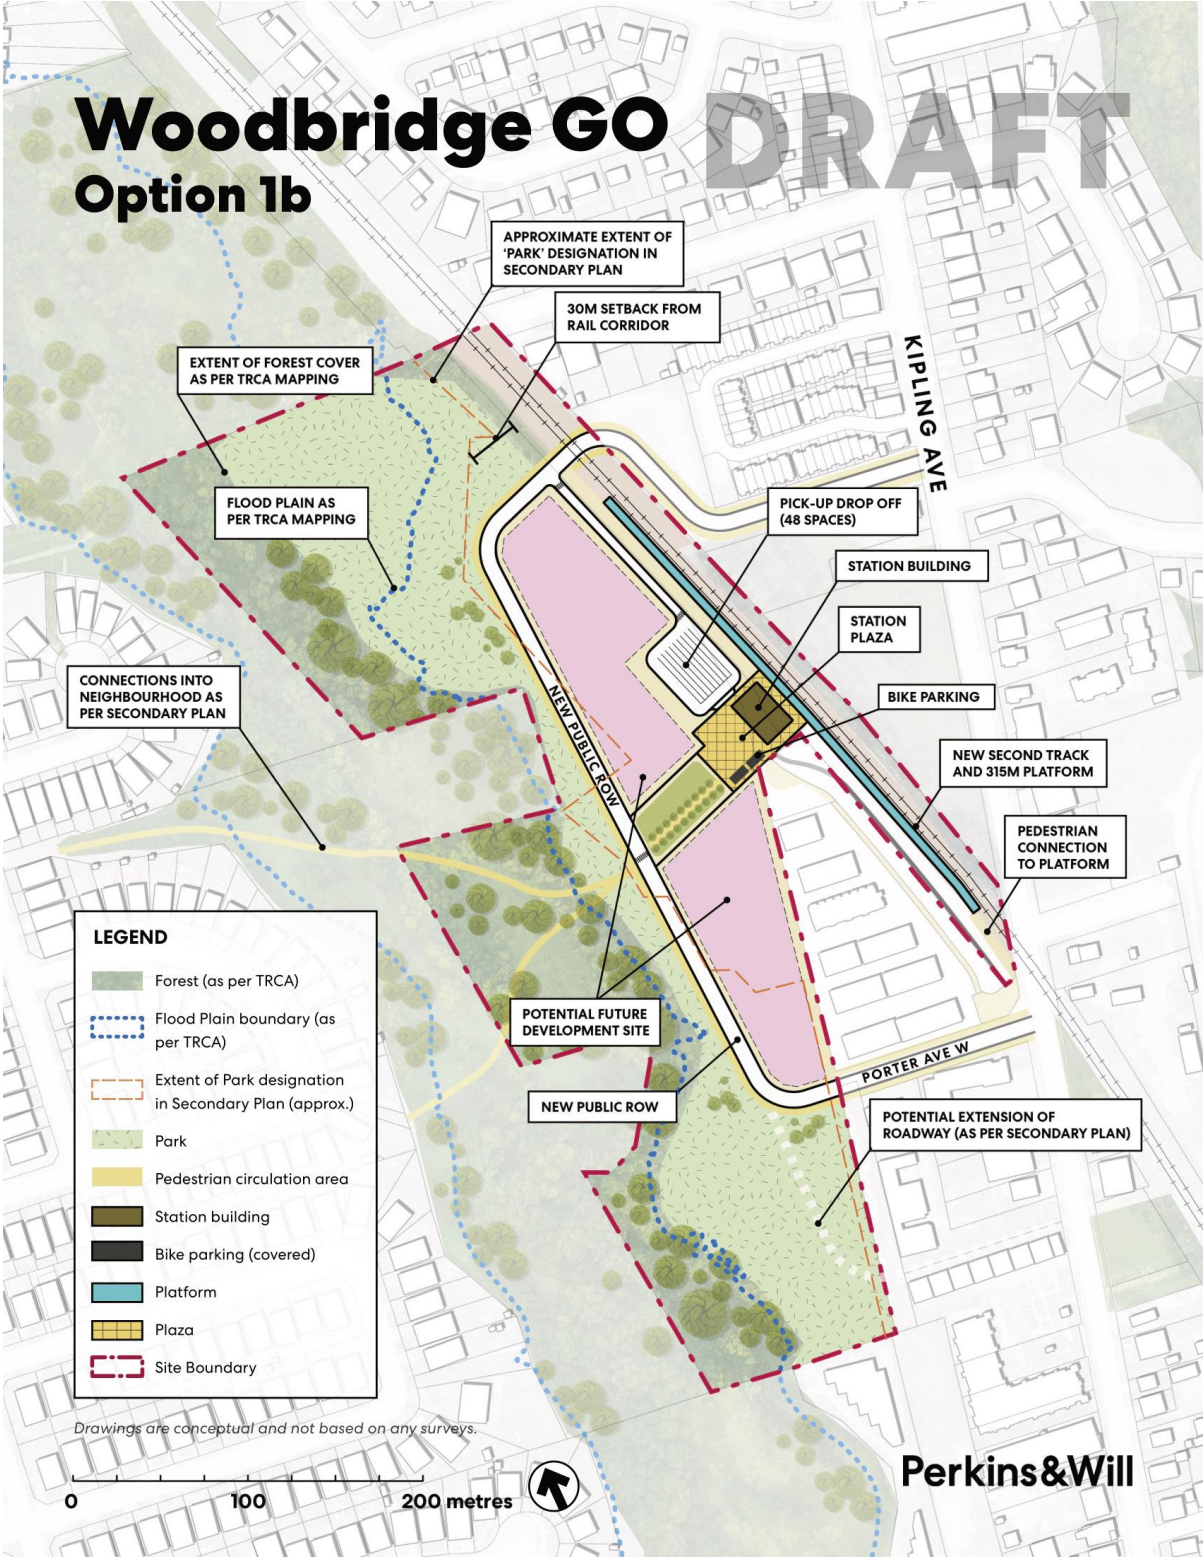 Woodbridge GO
DRAFT
Option 1b
APPROXIMATE EXTENT OF
‘PARK’ DESIGNATION IN
SECONDARY PLAN
30M SETBACK FROM
RAIL CORRIDOR
EXTENT OF FOREST COVER
AS PER TRCA MAPPING
KIPLING AVE
FLOOD PLAIN AS
PER TRCA MAPPING
PICK-UP DROP OFF
(48 SPACES)
STATION BUILDING
STATION
PLAZA
CONNECTIONS INTO
NEIGHBOURHOOD AS
PER SECONDARY PLAN
BIKE PARKING
NEW PUBLIC ROW
NEW SECOND TRACK
AND 315M PLATFORM
PEDESTRIAN
CONNECTION
TO PLATFORM
POTENTIAL FUTURE
DEVELOPMENT SITE
PORTER AVE W
NEW PUBLIC ROW
POTENTIAL EXTENSION OF
ROADWAY (AS PER SECONDARY PLAN)
LEGEND
Forest (as per TRCA)
Flood Plain boundary (as
per TRCA)
Extent of Park designation
in Secondary Plan (approx.)
Park
Pedestrian circulation area
Station building
Bike parking (covered)
Platform
Plaza
Site Boundary
Drawings are conceptual and not based on any surveys.
0 100 200 metres
Perkins&Will